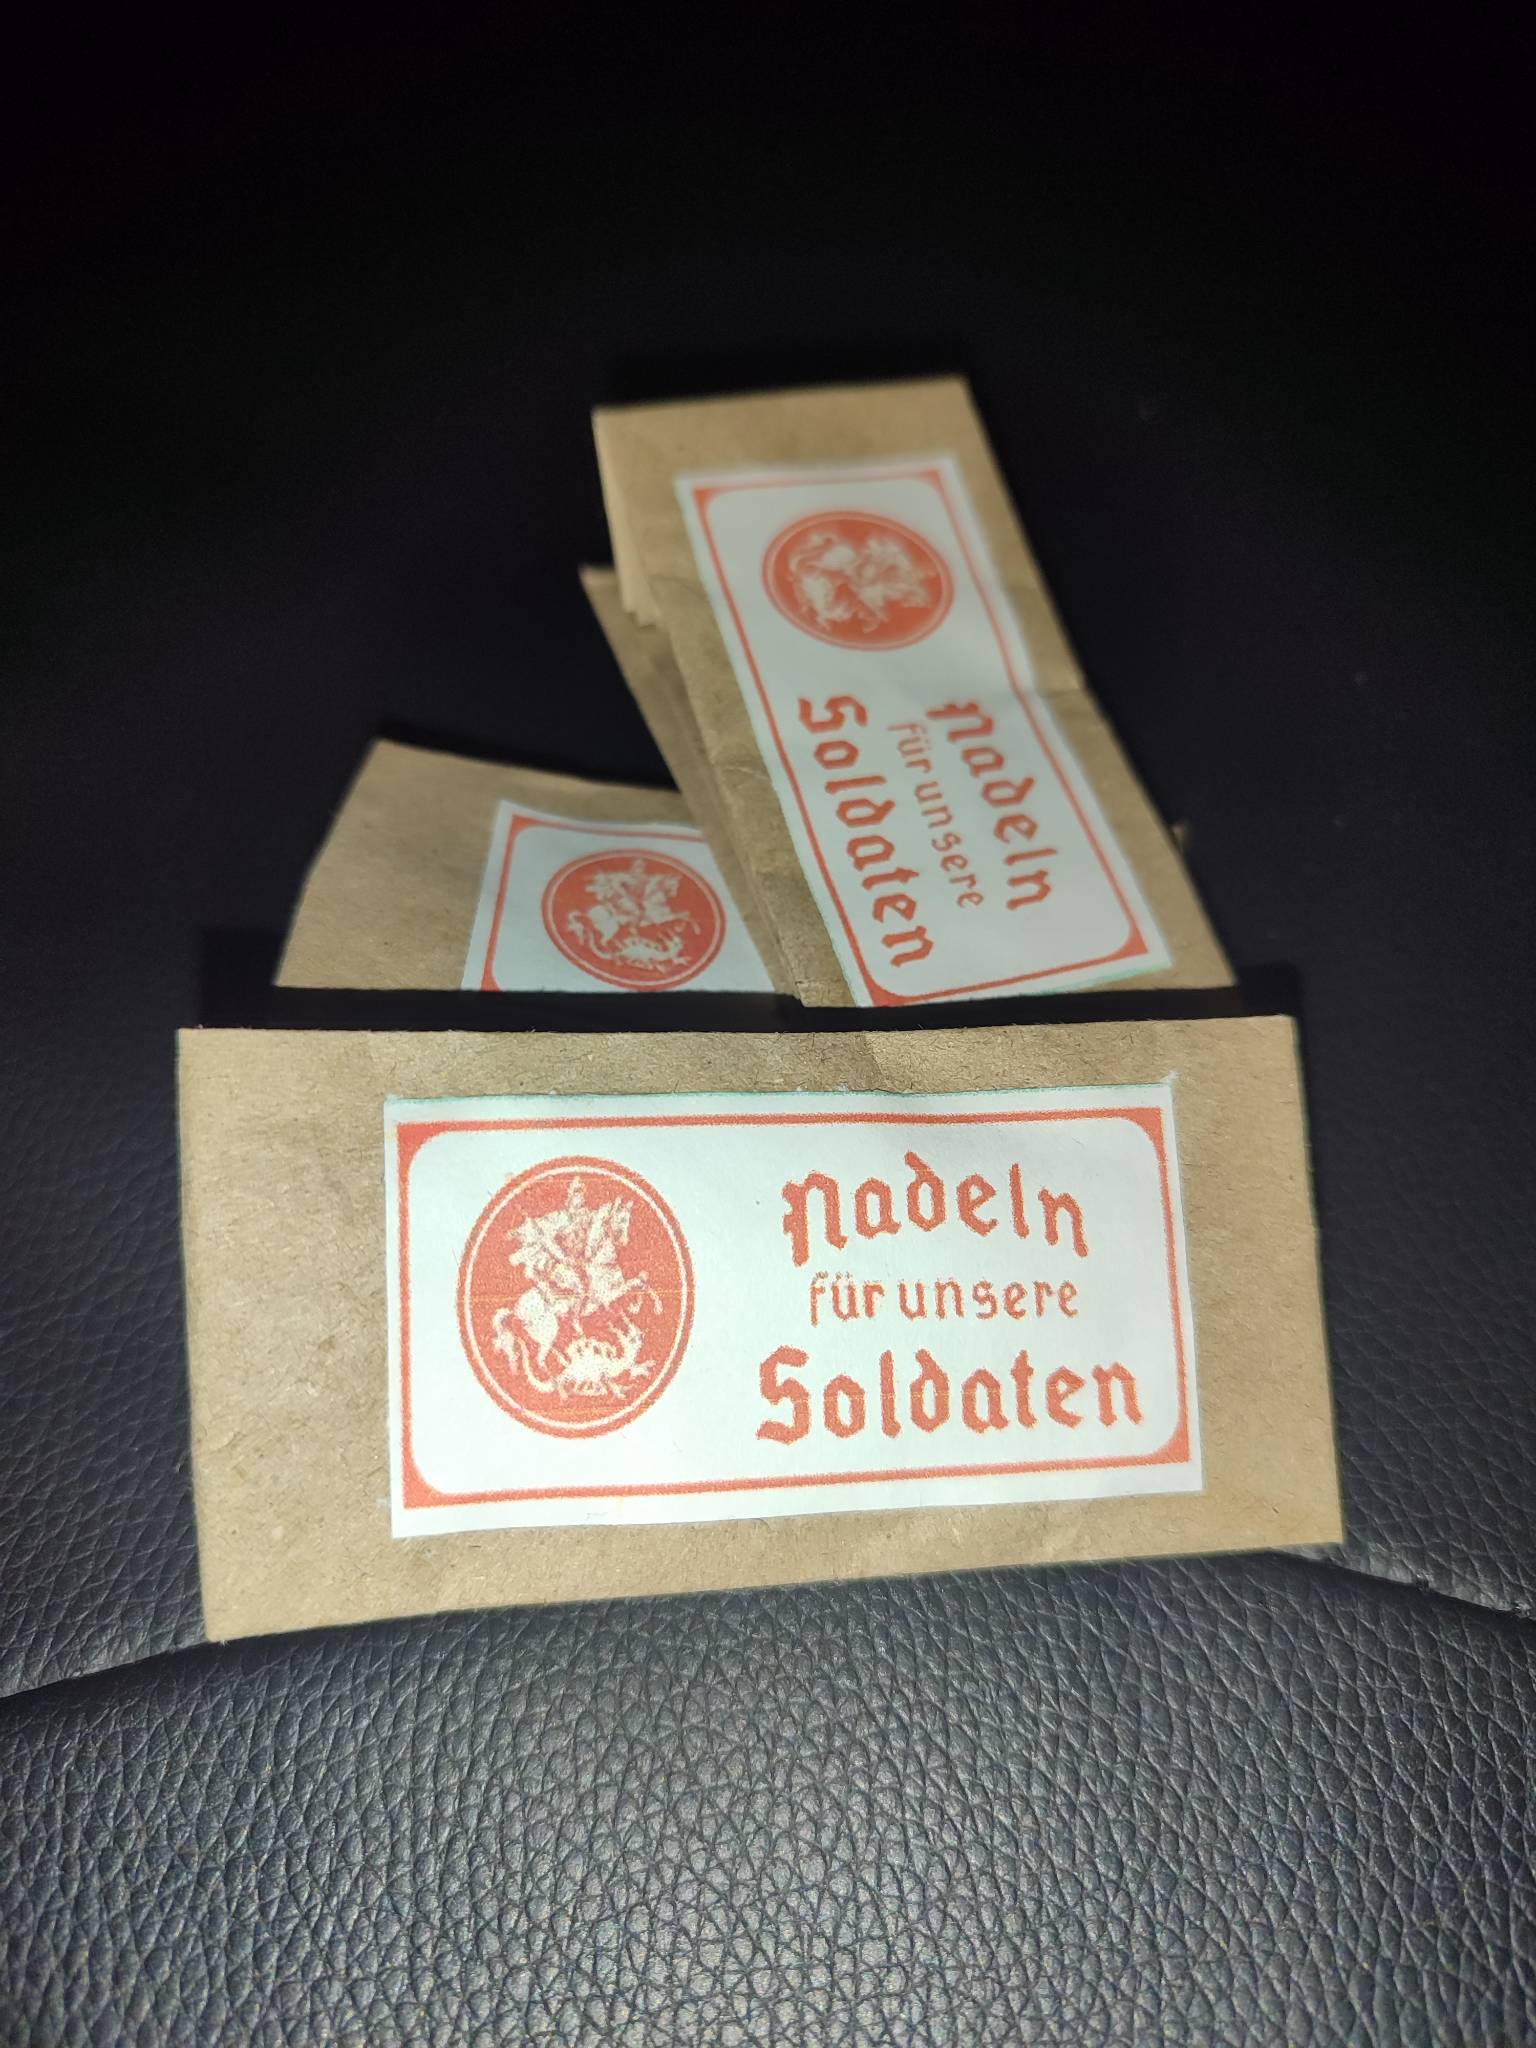 Nadeln
für unsere
Soldaten
Nadeln
für unsere
Soldaten